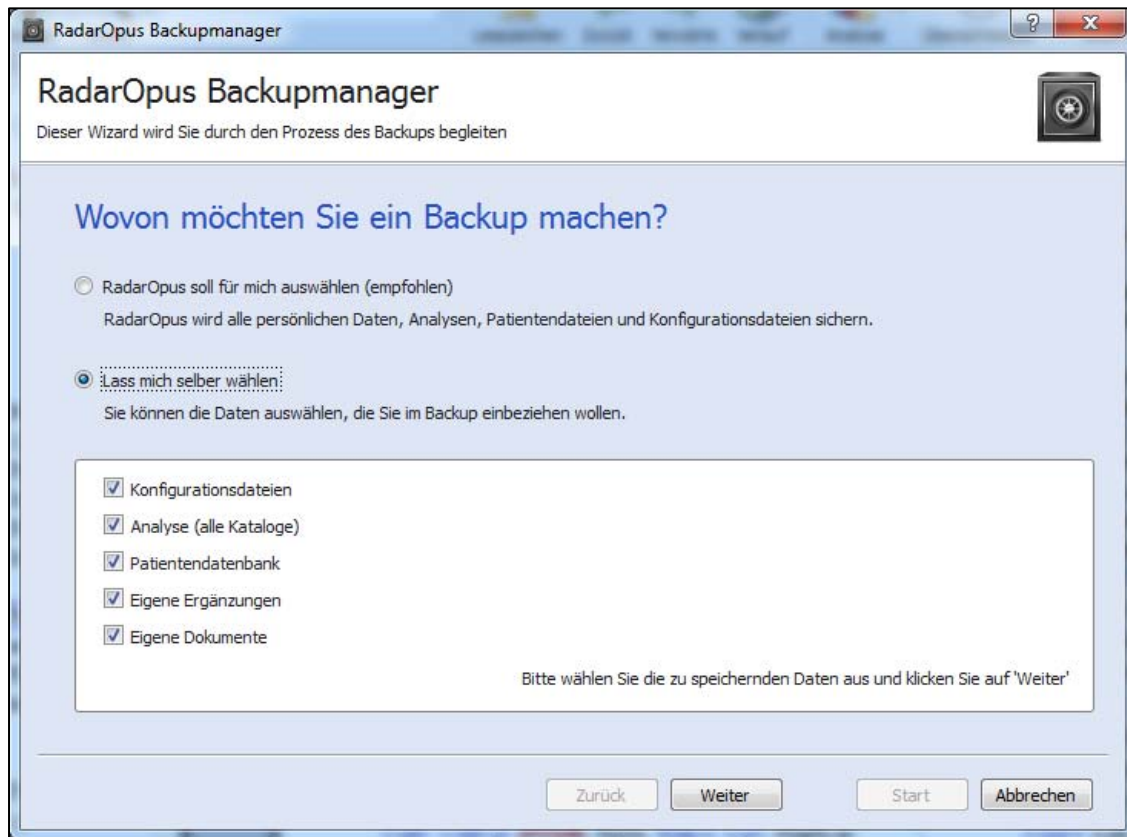 RadarOpus Backupmanager
RadarOpus Backupmanager
Dieser Wizard wird Sie durch den Prozess des Backups begleiten
Wovon möchten Sie ein Backup machen?
RadarOpus soll für mich auswählen (empfohlen)
RadarOpus wird alle persönlichen Daten, Analysen, Patientendateien und Konfigurationsdateien sichern.
Lass mich selber wählen
Sie können die Daten auswählen, die Sie im Backup einbeziehen wollen.
Konfigurationsdateien
Analyse (alle Kataloge)
Patientendatenbank
Eigene Ergänzungen
Eigene Dokumente
Bitte wählen Sie die zu speichernden Daten aus und klicken Sie auf 'Weiter'
Zurück Weiter Start Abbrechen